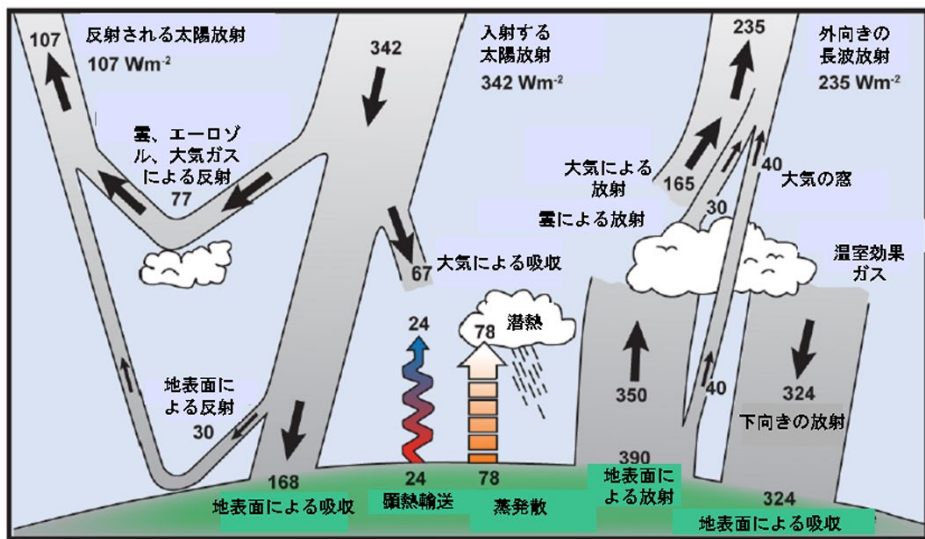 107
反射される太陽放射
107 Wm-2
342
入射する
太陽放射
342 Wm-2
235
外向きの
長波放射
235 Wm-2
雲、エーロゾ
ル、大気ガス
による反射
77
大気による
放射
165
40
大気の窓
30
雲による放射
67
大気による吸収
温室効果
ガス
24
78
潜熱
地表面に
よる反射
30
350
40
324
下向きの放射
168
地表面による吸収
24
顕熱輸送
78
蒸発散
390
地表面に
よる放射
324
地表面による吸収